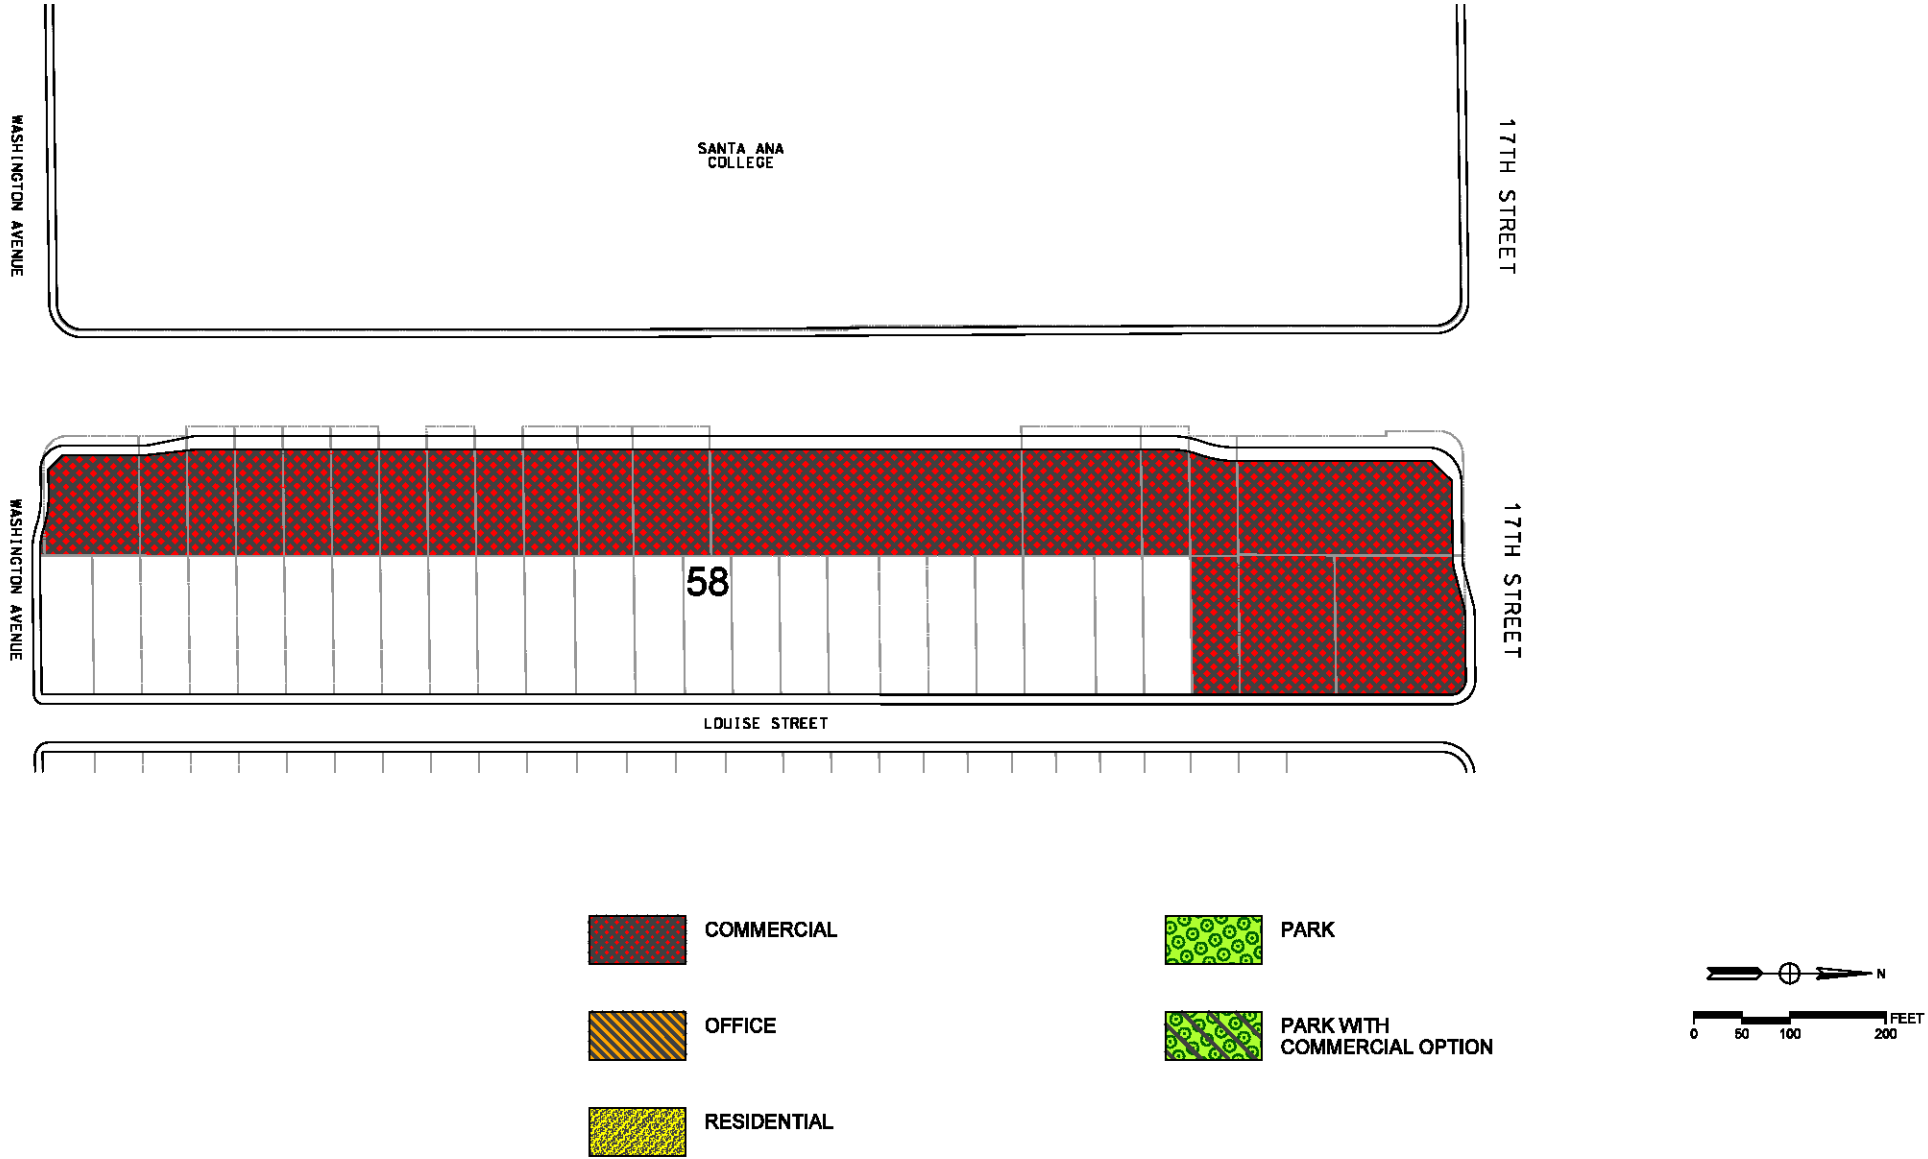 WASHINGTON AVENUE
SANTA ANA
COLLEGE
17TH STREET
WASHINGTON AVENUE
58
17TH STREET
LOUISE STREET
COMMERCIAL
PARK
OFFICE
PARK WITH
COMMERCIAL OPTION
RESIDENTIAL
N
FEET
0 50 100 200